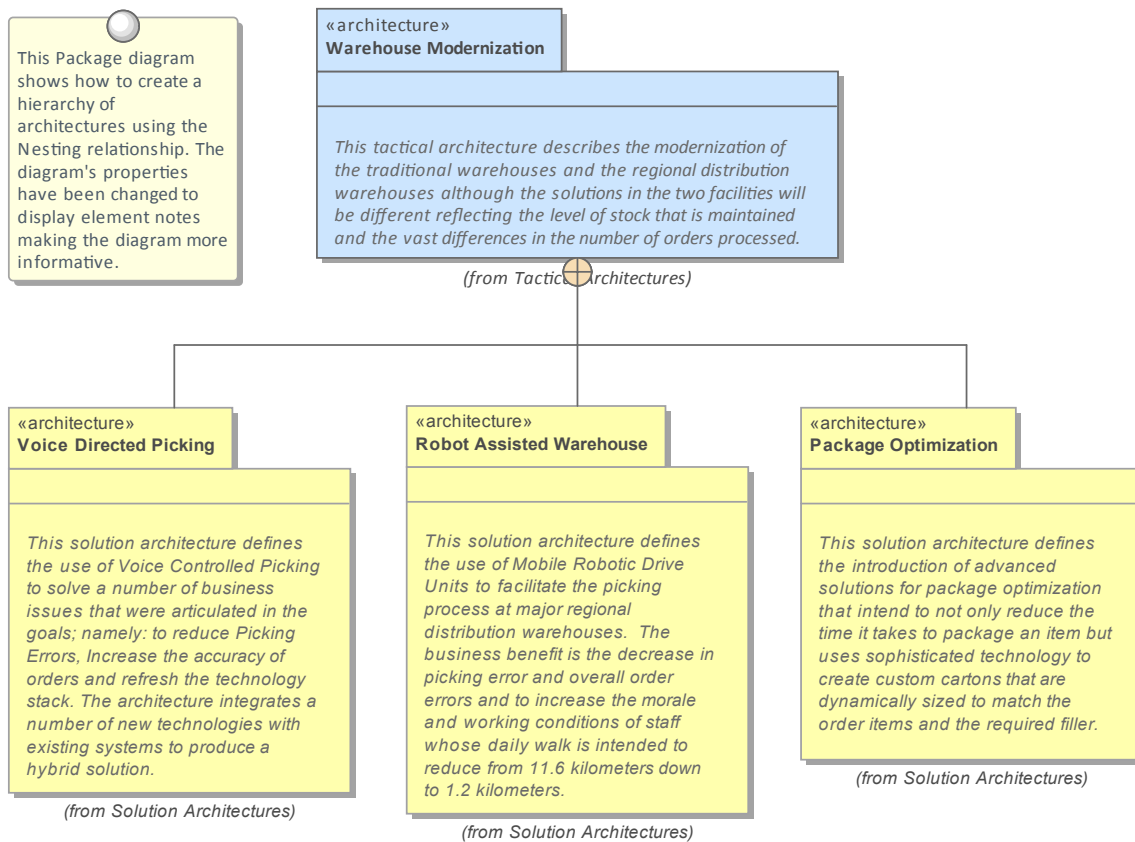 This Package diagram
shows how to create a
hierarchy of
architectures using the
Nesting relationship. The
diagram's properties
have been changed to
display element notes
making the diagram more
informative.
«architecture»
Warehouse Modernization
This tactical architecture describes the modernization of
the traditional warehouses and the regional distribution
warehouses although the solutions in the two facilities will
be different reflecting the level of stock that is maintained
and the vast differences in the number of orders processed.
(from Tactical Architectures)
«architecture»
Voice Directed Picking
This solution architecture defines
the use of Voice Controlled Picking
to solve a number of business
issues that were articulated in the
goals; namely: to reduce Picking
Errors, Increase the accuracy of
orders and refresh the technology
stack. The architecture integrates a
number of new technologies with
existing systems to produce a
hybrid solution.
(from Solution Architectures)
«architecture»
Robot Assisted Warehouse
This solution architecture defines
the use of Mobile Robotic Drive
Units to facilitate the picking
process at major regional
distribution warehouses.  The
business benefit is the decrease in
picking error and overall order
errors and to increase the morale
and working conditions of staff
whose daily walk is intended to
reduce from 11.6 kilometers down
to 1.2 kilometers.
(from Solution Architectures)
«architecture»
Package Optimization
This solution architecture defines
the introduction of advanced
solutions for package optimization
that intend to not only reduce the
time it takes to package an item but
uses sophisticated technology to
create custom cartons that are
dynamically sized to match the
order items and the required filler.
(from Solution Architectures)